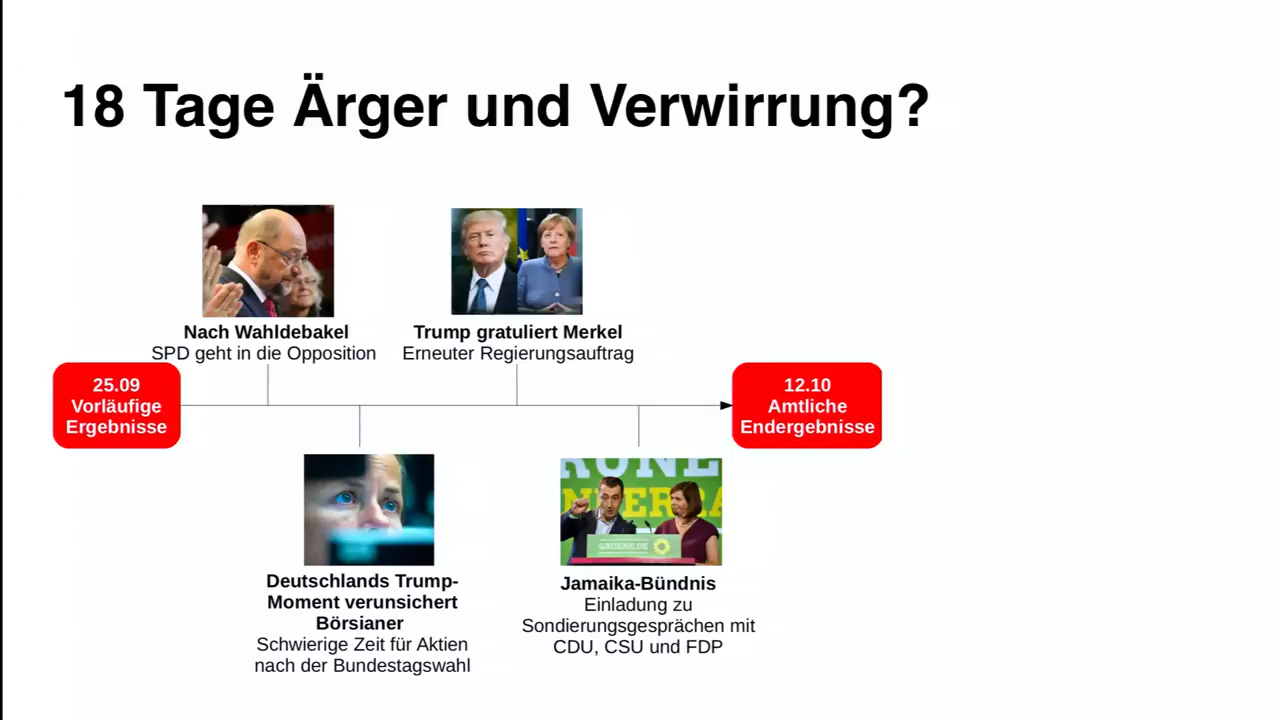 18 Tage Ärger und Verwirrung?
Nach Wahldebakel
SPD geht in die Opposition
Trump gratuliert Merkel
Erneuter Regierungsauftrag
25.09
Vorläufige
Ergebnisse
12.10
Amtliche
Endergebnisse
GRUENE.DE
Deutschlands Trump-
Moment verunsichert
Börsianer
Schwierige Zeit für Aktien
nach der Bundestagswahl
Jamaika-Bündnis
Einladung zu
Sondierungsgesprächen mit
CDU, CSU und FDP